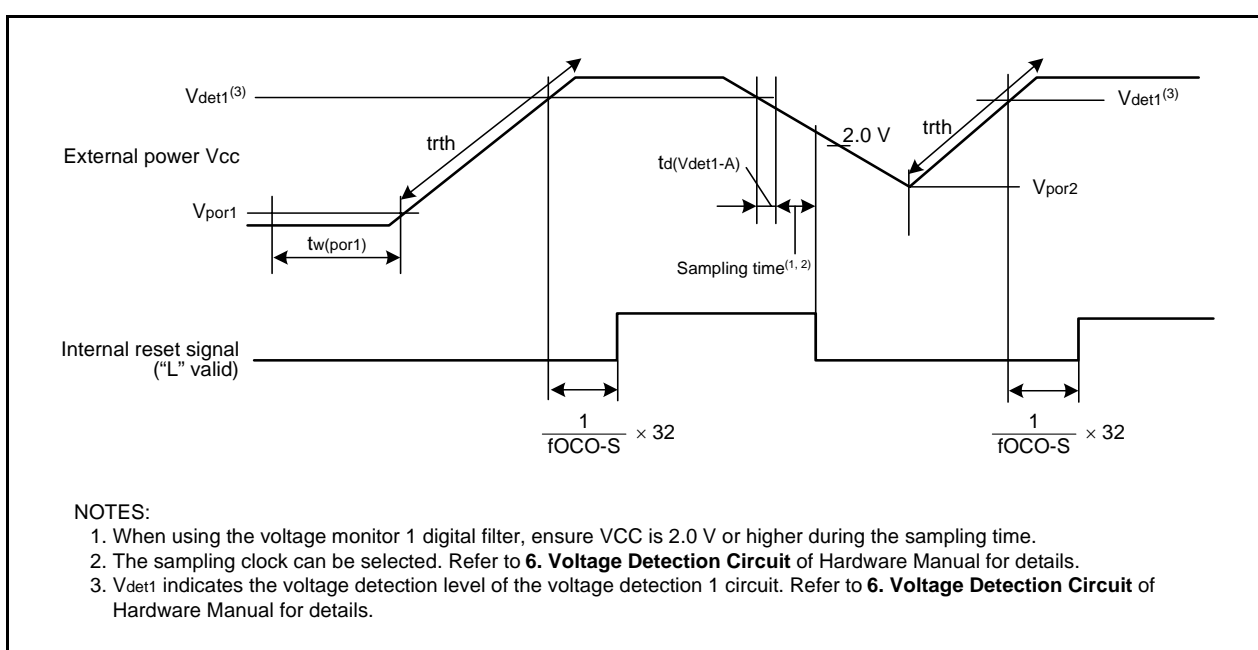 Vdet1(3)
Vdet1(3)
trth
trth
2.0 V
External power Vcc
td(Vdet1-A)
Vpor1
Vpor2
tw(por1)
Sampling time(1, 2)
Internal reset signal
(“L” valid)
1
fOCO-S
× 32
1
fOCO-S
× 32
NOTES:
1. When using the voltage monitor 1 digital filter, ensure VCC is 2.0 V or higher during the sampling time.
2. The sampling clock can be selected. Refer to 6. Voltage Detection Circuit of Hardware Manual for details.
3. Vdet1 indicates the voltage detection level of the voltage detection 1 circuit. Refer to 6. Voltage Detection Circuit of
Hardware Manual for details.